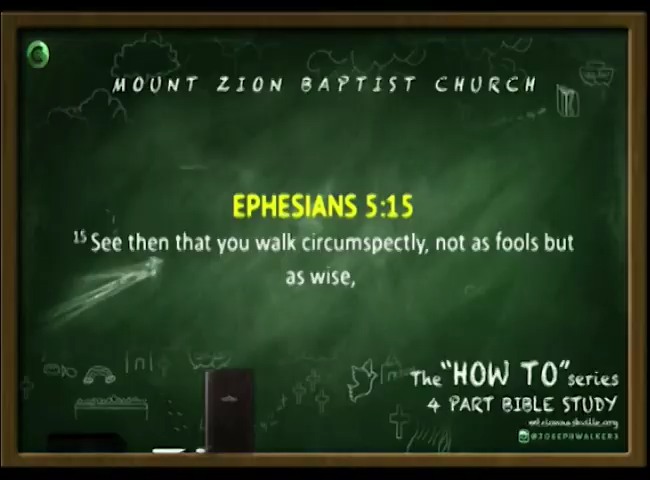 MOUNT ZION BAPTIST CHURCH
EPHESIANS 5:15
15 See then that you walk circumspectly, not as fools but
as wise,
The "HOW TO" series
4 PART BIBLE STUDY
@JOSEPHWALKER3